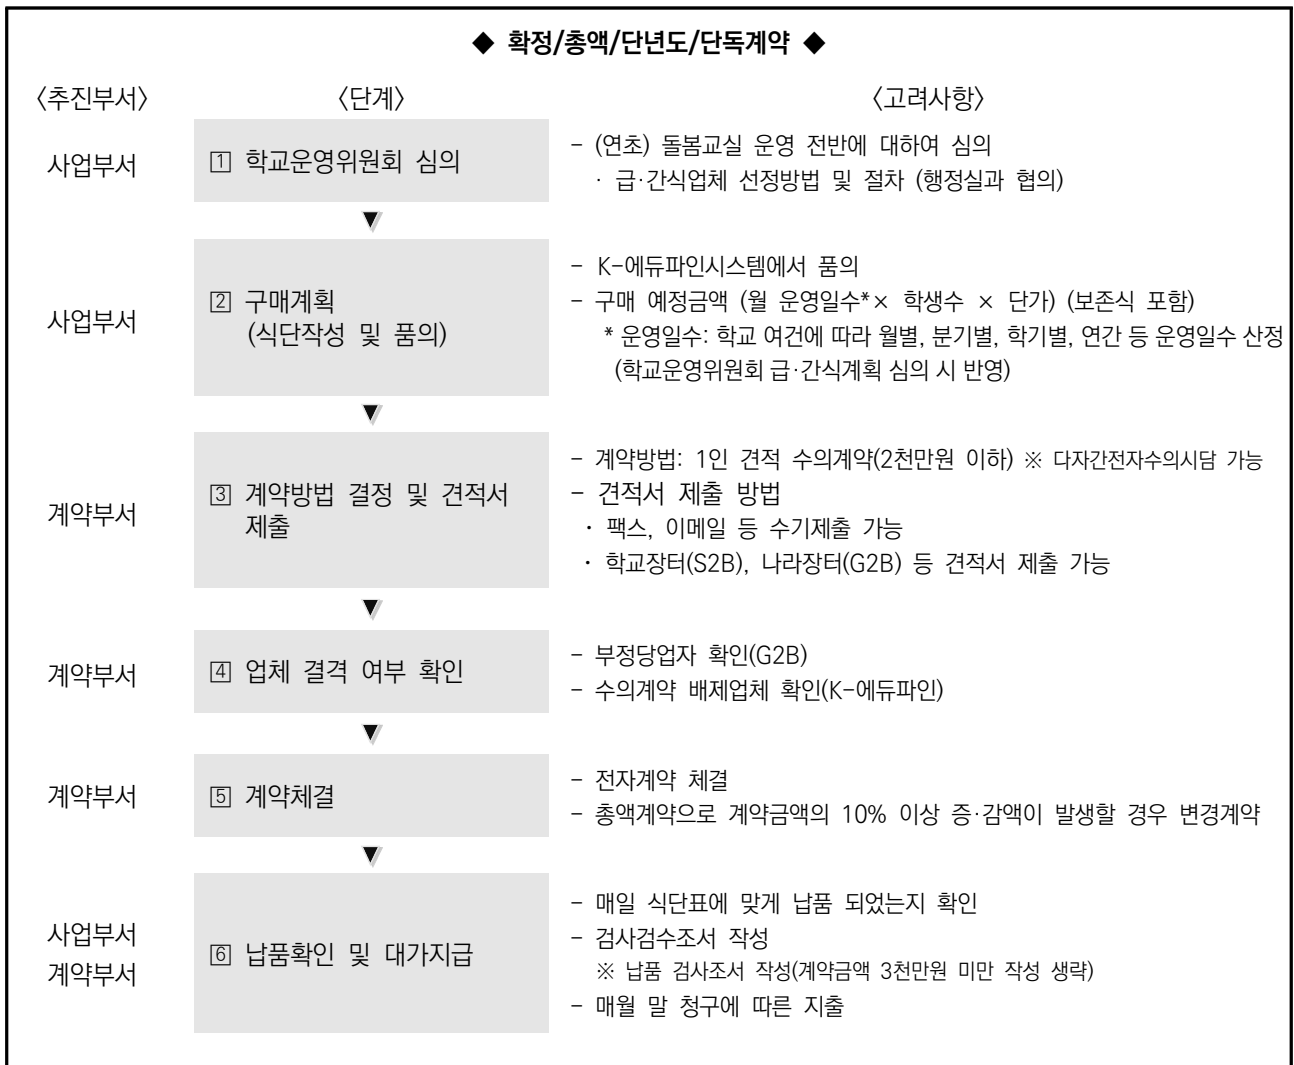 ◆ 확정/총액/단년도/단독계약 ◆
〈추진부서〉 〈단계〉 〈고려사항〉
사업부서
1 학교운영위원회 심의
- (연초) 돌봄교실 운영 전반에 대하여 심의
· 급·간식업체 선정방법 및 절차 (행정실과 협의)
▼
사업부서
2 구매계획
(식단작성 및 품의)
- K-에듀파인시스템에서 품의
- 구매 예정금액 (월 운영일수*× 학생수 × 단가) (보존식 포함)
* 운영일수: 학교 여건에 따라 월별, 분기별, 학기별, 연간 등 운영일수 산정
(학교운영위원회 급·간식계획 심의 시 반영)
▼
계약부서
3 계약방법 결정 및 견적서
제출
- 계약방법: 1인 견적 수의계약(2천만원 이하) ※ 다자간전자수의시담 가능
- 견적서 제출 방법
· 팩스, 이메일 등 수기제출 가능
· 학교장터(S2B), 나라장터(G2B) 등 견적서 제출 가능
▼
계약부서
4 업체 결격 여부 확인
- 부정당업자 확인(G2B)
- 수의계약 배제업체 확인(K-에듀파인)
▼
계약부서
5 계약체결
- 전자계약 체결
- 총액계약으로 계약금액의 10% 이상 증·감액이 발생할 경우 변경계약
▼
사업부서
계약부서
6 납품확인 및 대가지급
- 매일 식단표에 맞게 납품 되었는지 확인
- 검사검수조서 작성
※ 납품 검사조서 작성(계약금액 3천만원 미만 작성 생략)
- 매월 말 청구에 따른 지출